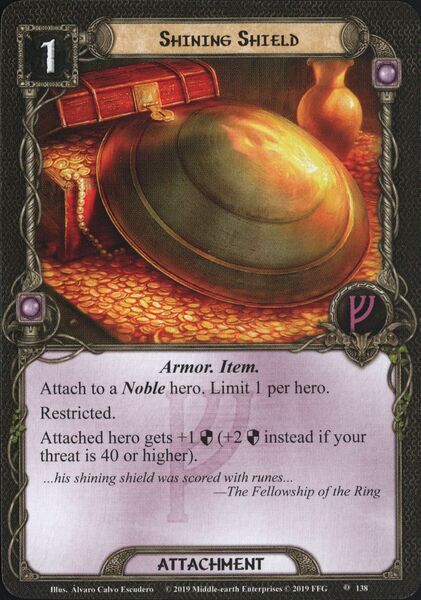 1
Shining Shield
Armor. Item.
Attach to a Noble hero. Limit 1 per hero.
Restricted.
Attached hero gets +1 (+2 instead if your
threat is 40 or higher).
...his shining shield was scored with runes...
—The Fellowship of the Ring
ATTACHMENT
Illus. Álvaro Calvo Escudero © 2019 Middle-earth Enterprises © 2019 FFG 138